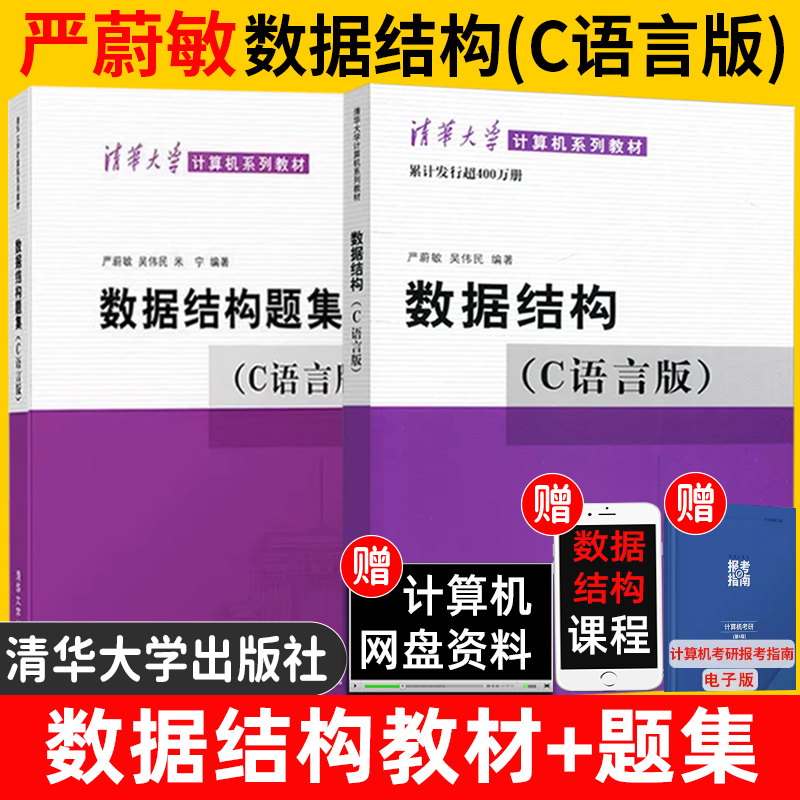 严蔚敏数据结构(C语言版)
清华大学 计算机系列教材
严蔚敏 吴伟民 米 宁 编著
数据结构题集
(C语言版
数据结构题集(C语言版)
清华大学计算机系列教材
数据结构(C语言版)
清华大学 计算机系列教材
累计发行超400万册
严蔚敏 吴伟民 编著
数据结构
(C语言版)
赠
计算机
网盘资料
赠
数据
结构
课程
赠
报考
指南
计算机考研
计算机考研报考指南
电子版
清华大学出版社
数据结构教材+题集